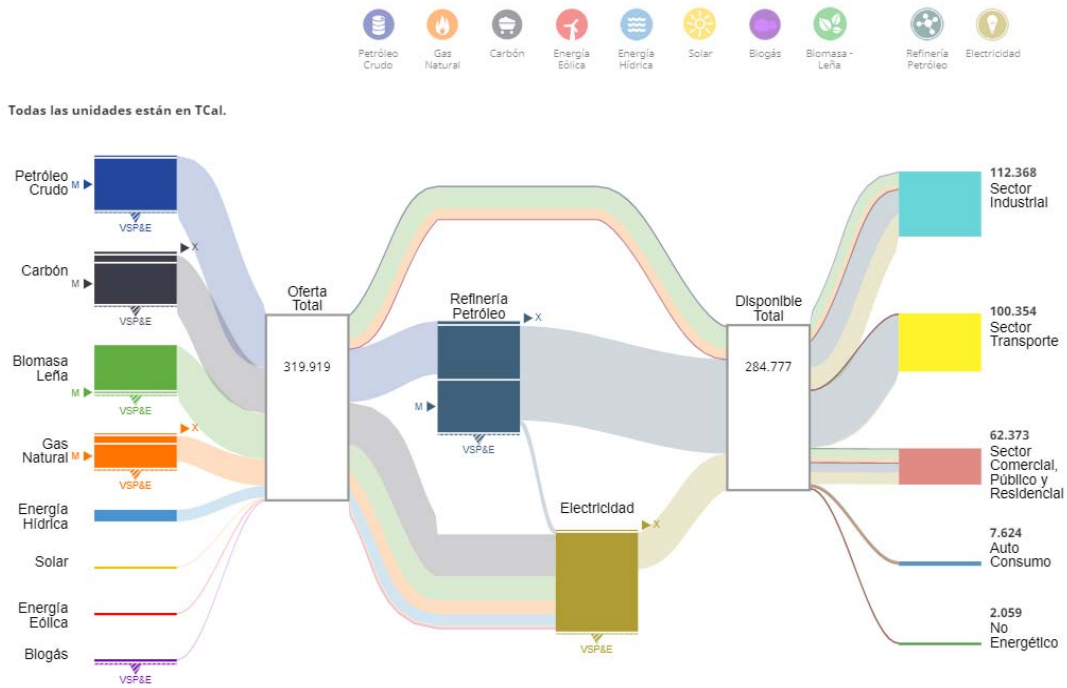 Petróleo
Crudo
Gas
Natural
Carbón
Energía
Eólica
Energía
Hídrica
Solar
Biogás
Biomasa -
Leña
Refinería
Petróleo
Electricidad
Todas las unidades están en TCal.
Petróleo
Crudo
M
VSP&E
Carbón
X
M
VSP&E
Biomasa
Leña
M
VSP&E
Gas
Natural
X
M
VSP&E
Energía
Hídrica
Solar
Energía
Eólica
Biogás
VSP&E
Oferta
Total
319.919
Refinería
Petróleo
X
M
VSP&E
Electricidad
X
VSP&E
Disponible
Total
284.777
112.368
Sector
Industrial
100.354
Sector
Transporte
62.373
Sector
Comercial,
Público y
Residencial
7.624
Auto
Consumo
2.059
No
Energético